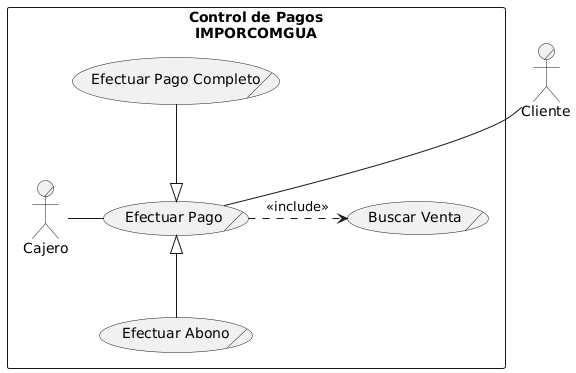 Control de Pagos
IMPORCOMGUA
Efectuar Pago Completo
Cliente
Efectuar Pago
«include»
Buscar Venta
Cajero
Efectuar Abono